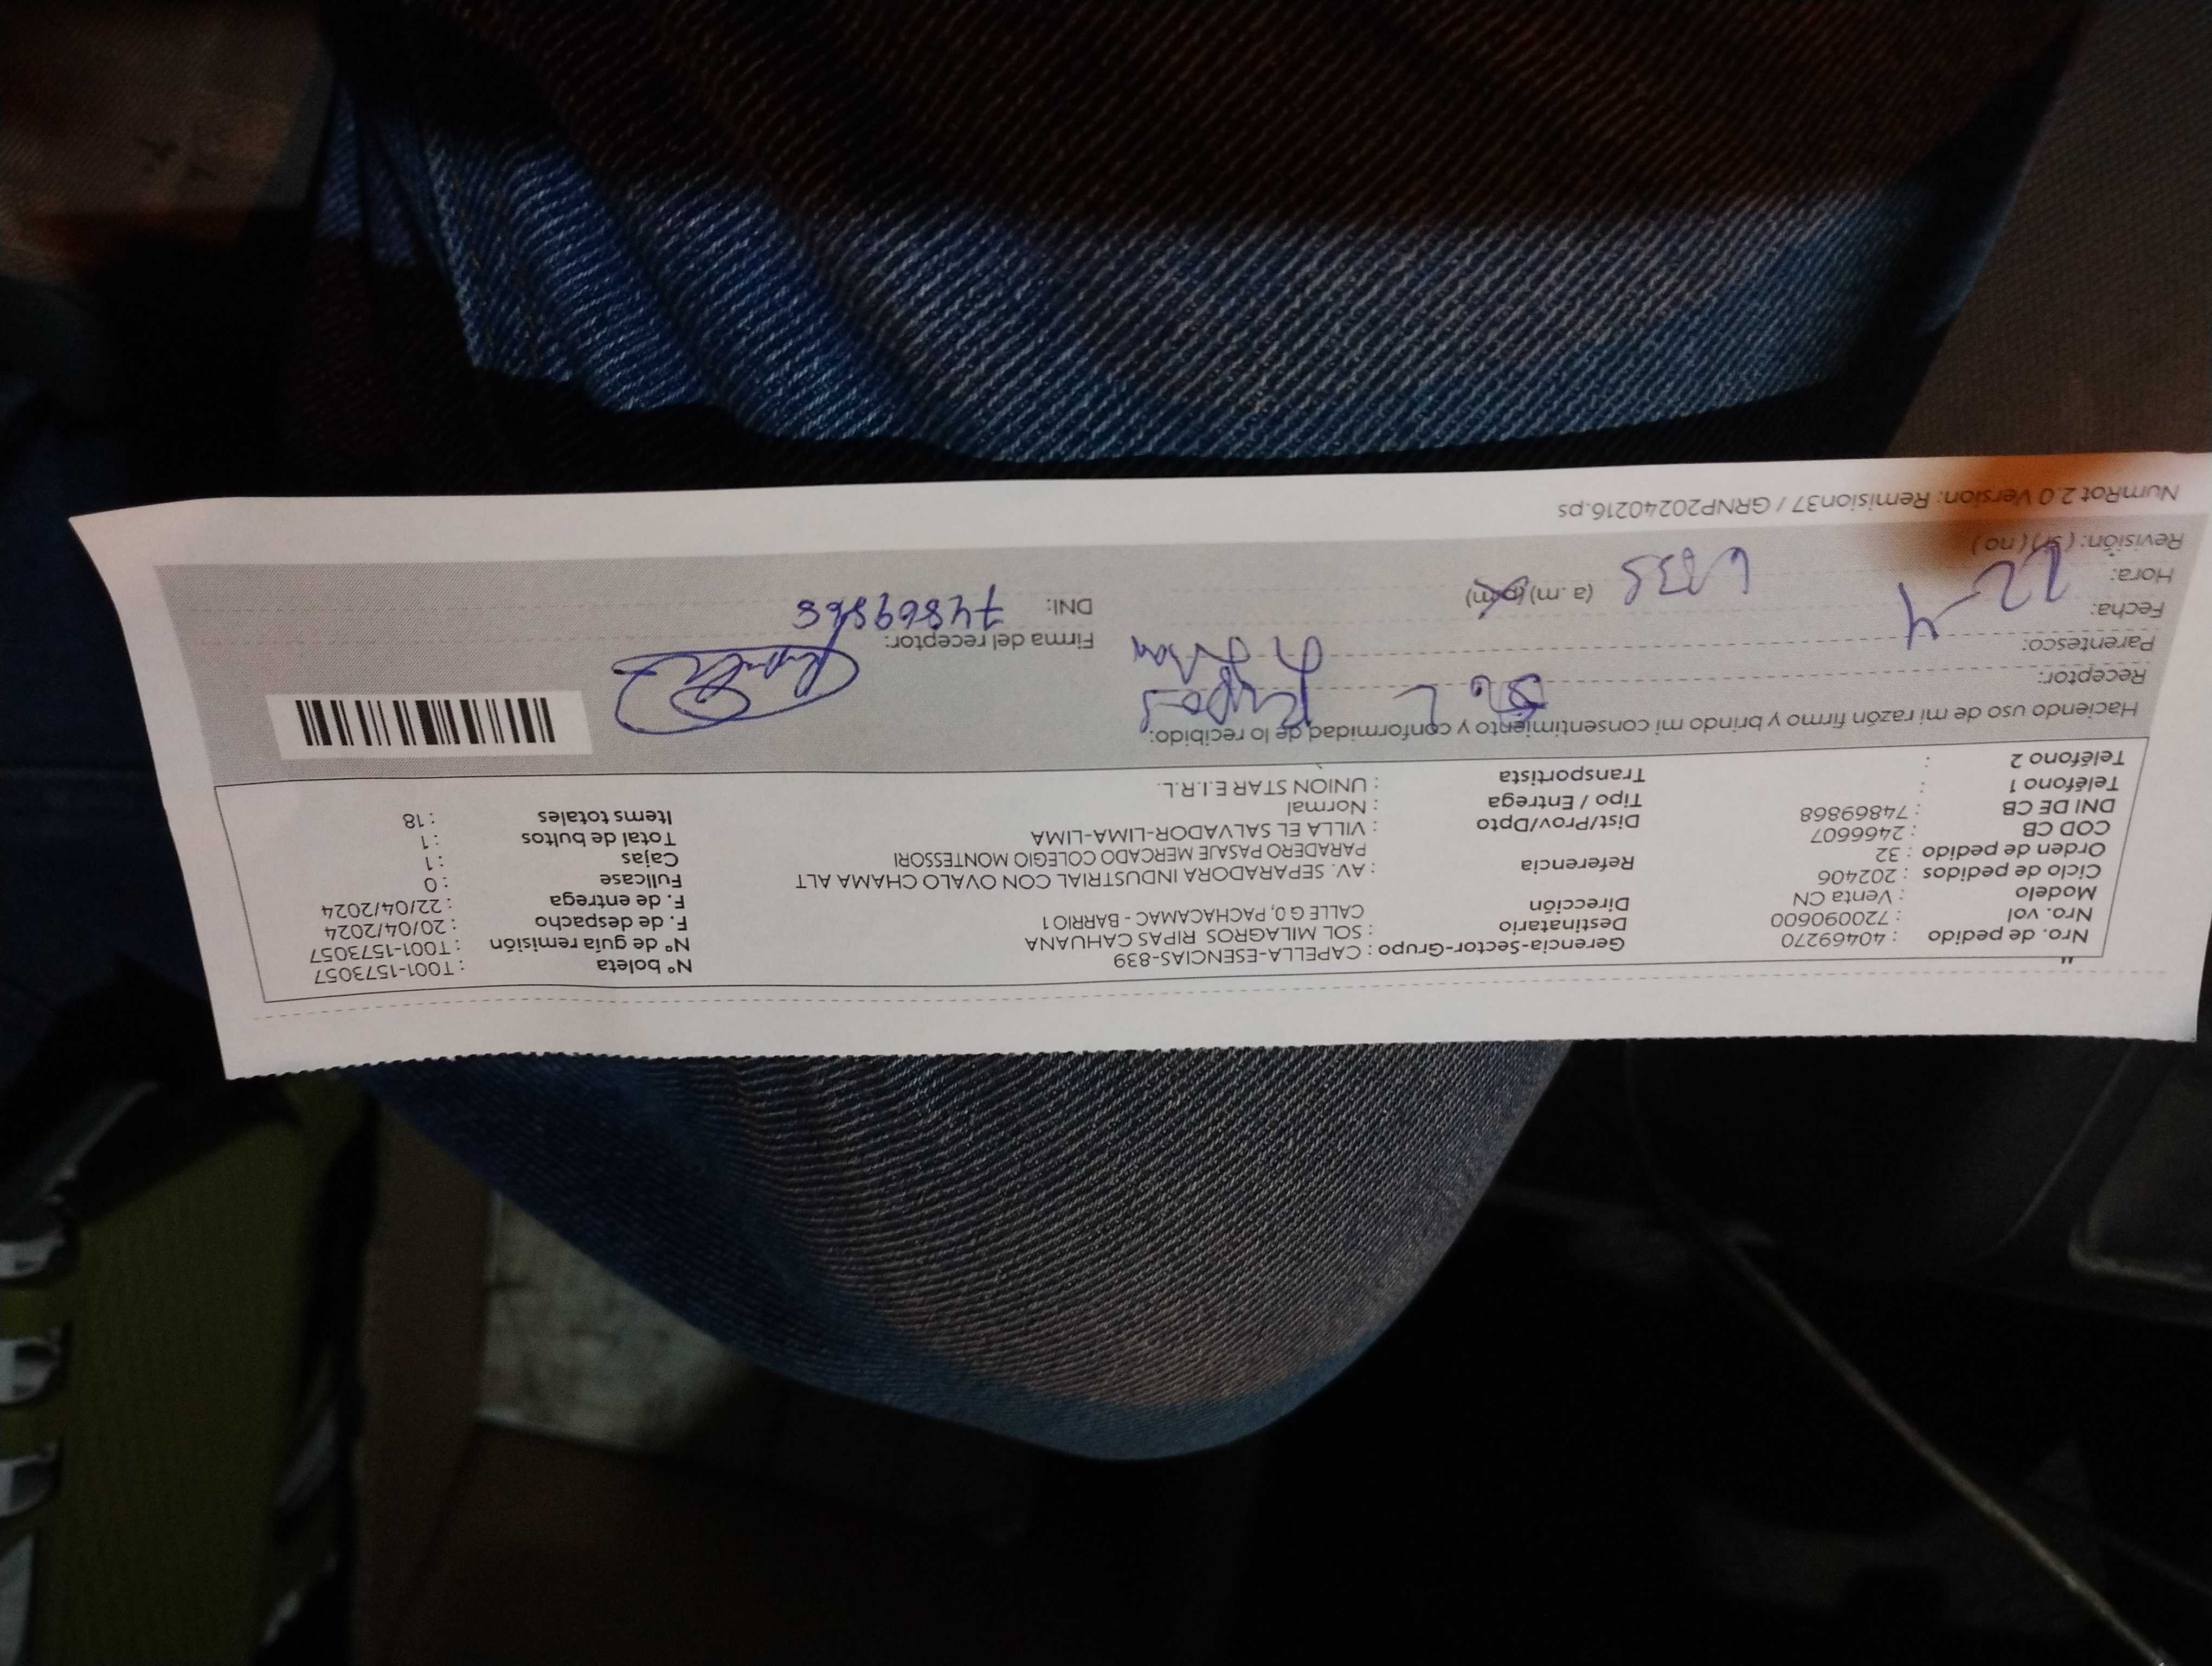 Nro. de pedido : 40469270 Gerencia-Sector-Grupo : CAPELLA-ESENCIAS-839 Nº boleta : T001-1573057
Nro. vol : 720090600 Destinatario : SOL MILAGROS RIPAS CAHUANA Nº de guía remisión : T001-1573057
Modelo : Venta CN Dirección CALLE G 0, PACHACAMAC - BARRIO 1 F. de despacho : 20/04/2024
Ciclo de pedidos : 202406 : AV. SEPARADORA INDUSTRIAL CON OVALO CHAMA ALT F. de entrega : 22/04/2024
Orden de pedido : 32 Referencia PARADERO PASAJE MERCADO COLEGIO MONTESSORI Fullcase : 0
COD CB : 2466607 Dist/Prov/Dpto : VILLA EL SALVADOR-LIMA-LIMA Cajas : 1
DNI DE CB : 74869868 Tipo / Entrega : Normal Total de bultos : 1
Teléfono 1 : Transportista : UNION STAR E.I.R.L. Items totales : 18
Teléfono 2 :
Haciendo uso de mi razón firmo y brindo mi consentimiento y conformidad de lo recibido:
Receptor: Ripas
Parentesco: Firma del receptor:
Fecha: 22-4 DNI: 74869868
Hora: (a.m) (p.m)
Revisión: (si) (no)
NumRot 2.0 Version: Remision37 / GRNP20240216.ps